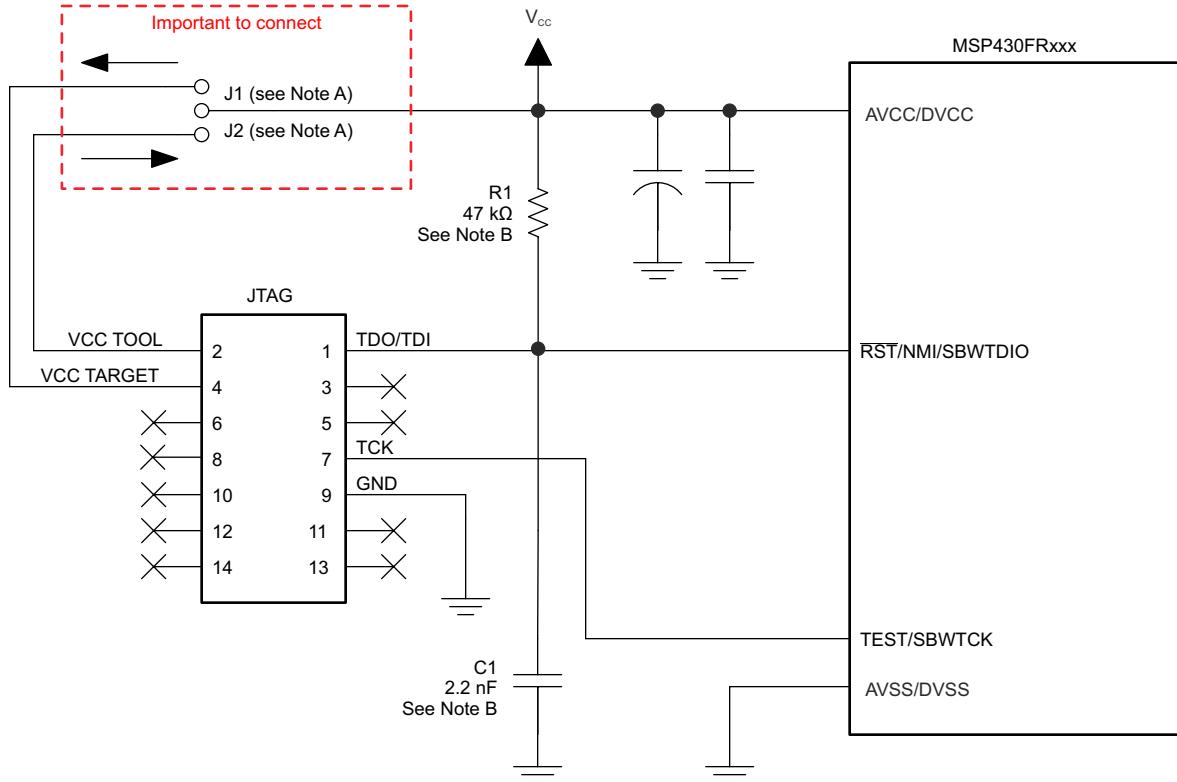 Important to connect
J1 (see Note A)
J2 (see Note A)
VCC
MSP430FRxxx
AVCC/DVCC
R1
47 kΩ
See Note B
JTAG
VCC TOOL
2
1
TDO/TDI
RST/NMI/SBWTDIO
VCC TARGET
4
3
6
5
8
7
TCK
10
9
GND
12
11
14
13
TEST/SBWTCK
C1
2.2 nF
See Note B
AVSS/DVSS